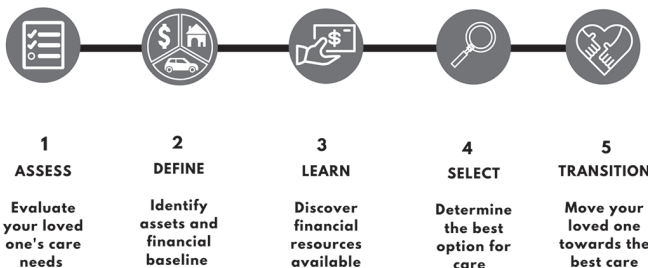 $
$
1
ASSESS
Evaluate
your loved
one's care
needs
2
DEFINE
Identify
assets and
financial
baseline
3
LEARN
Discover
financial
resources
available
4
SELECT
Determine
the best
option for
care
5
TRANSITION
Move your
loved one
towards the
best care